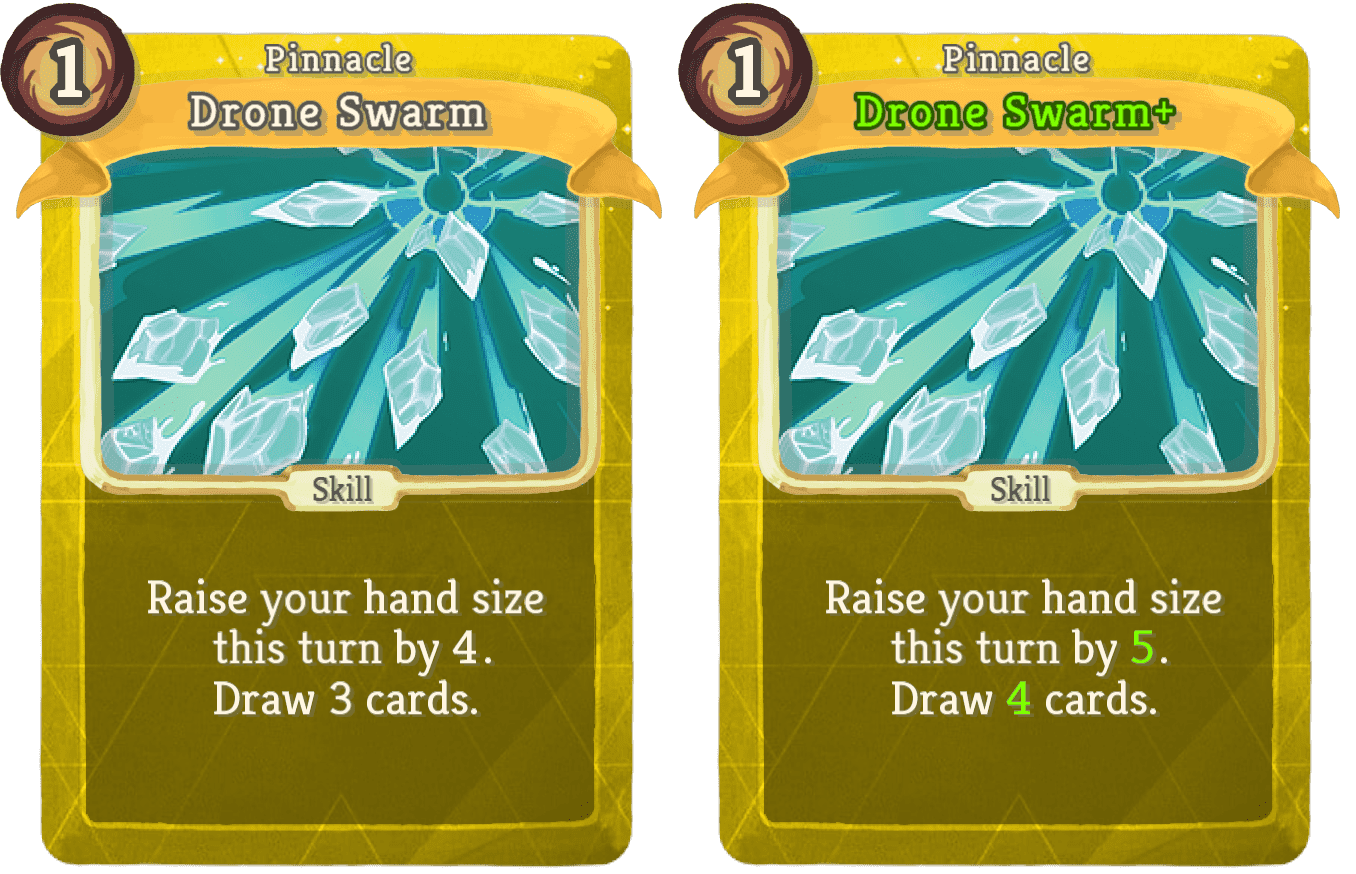 1
Pinnacle
Drone Swarm
Skill
Raise your hand size
this turn by 4.
Draw 3 cards.
1
Pinnacle
Drone Swarm+
Skill
Raise your hand size
this turn by 5.
Draw 4 cards.